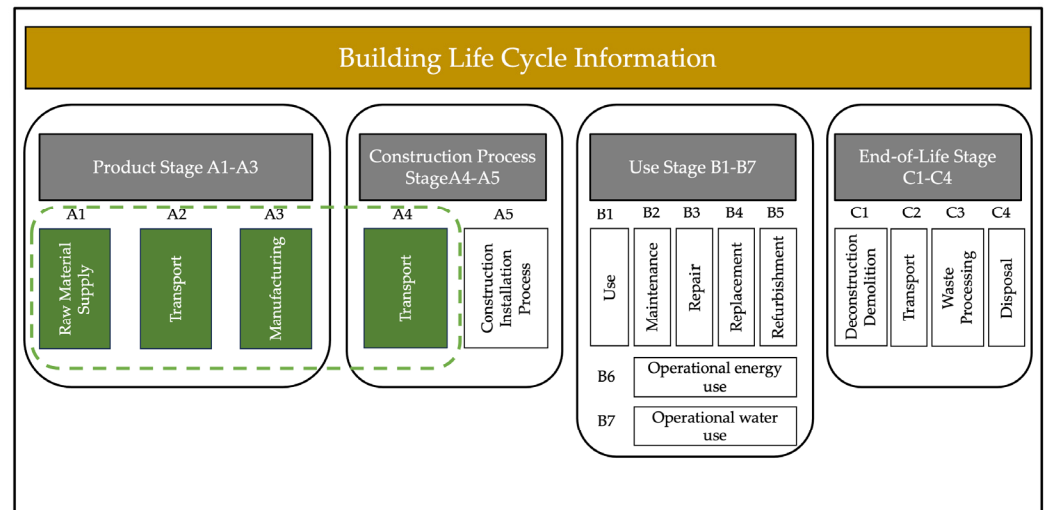 Building Life Cycle Information
Product Stage A1-A3
A1
A2
A3
Raw Material
Supply
Transport
Manufacturing
Construction Process
StageA4-A5
A4
A5
Transport
Construction
Installation
Process
Use Stage B1-B7
B1
B2
B3
B4
B5
Use
Maintenance
Repair
Replacement
Refurbishment
B6
Operational energy
use
B7
Operational water
use
End-of-Life Stage
C1-C4
C1
C2
C3
C4
Deconstruction
Demolition
Transport
Waste
Processing
Disposal